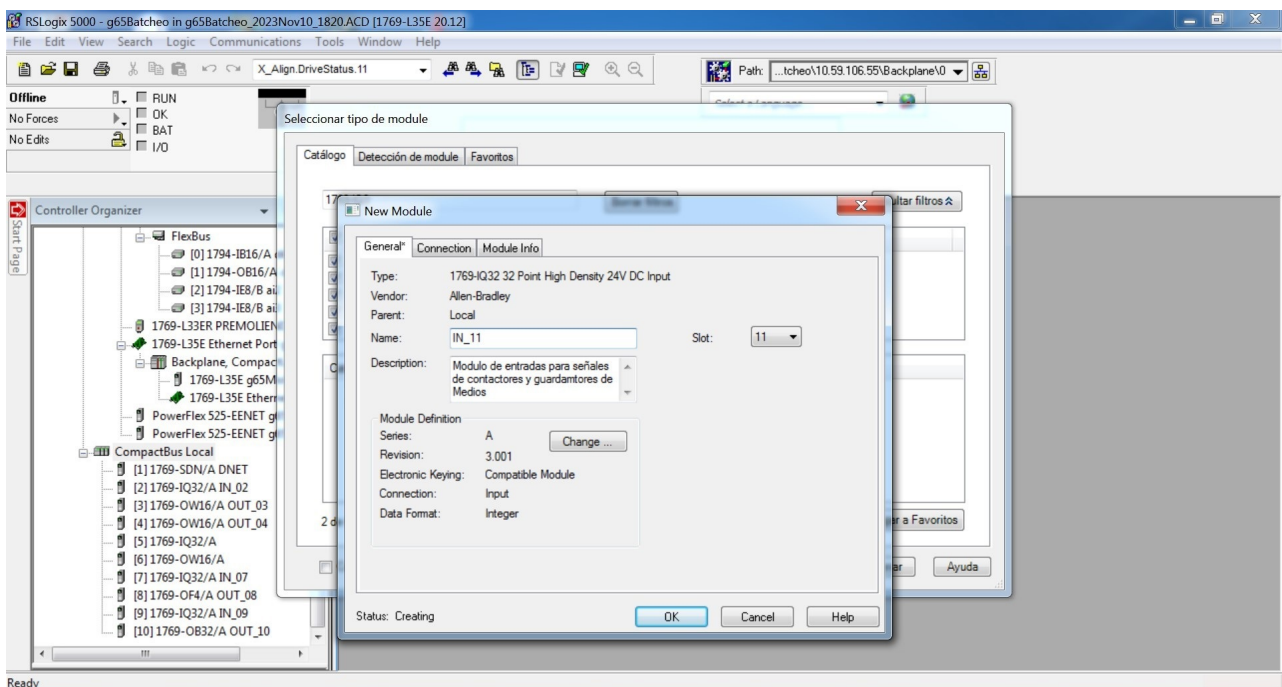 RSLogix 5000 - g65Batcheo in g65Batcheo_2023Nov10_1820.ACD [1769-L35E 20.12]
File Edit View Search Logic Communications Tools Window Help
X_Align.DriveStatus.11
Path: ...tcheo\10.59.106.55\Backplane\0
Offline
RUN
No Forces
OK
BAT
No Edits
I/O
Select a Language
Seleccionar tipo de module
Catálogo Detección de module Favoritos
17
Borrar filtros
ultar filtros
Start Page
Controller Organizer
FlexBus
[0] 1794-IB16/A
[1] 1794-OB16/A
[2] 1794-IE8/B ai
[3] 1794-IE8/B ai
1769-L33ER PREMOLIEN
1769-L35E Ethernet Port
Backplane, Compac
1769-L35E g65M
1769-L35E Ethern
PowerFlex 525-EENET g
PowerFlex 525-EENET g
CompactBus Local
[1] 1769-SDN/A DNET
[2] 1769-IQ32/A IN_02
[3] 1769-OW16/A OUT_03
[4] 1769-OW16/A OUT_04
[5] 1769-IQ32/A
[6] 1769-OW16/A
[7] 1769-IQ32/A IN_07
[8] 1769-OF4/A OUT_08
[9] 1769-IQ32/A IN_09
[10] 1769-OB32/A OUT_10
New Module
General* Connection Module Info
Type: 1769-IQ32 32 Point High Density 24V DC Input
Vendor: Allen-Bradley
Parent: Local
Name: IN_11 Slot: 11
Description: Modulo de entradas para señales
de contactores y guardamtores de
Medios
Module Definition
Series: A Change ...
Revision: 3.001
Electronic Keying: Compatible Module
Connection: Input
Data Format: Integer
2 d
ar a Favoritos
ar Ayuda
Status: Creating OK Cancel Help
Ready